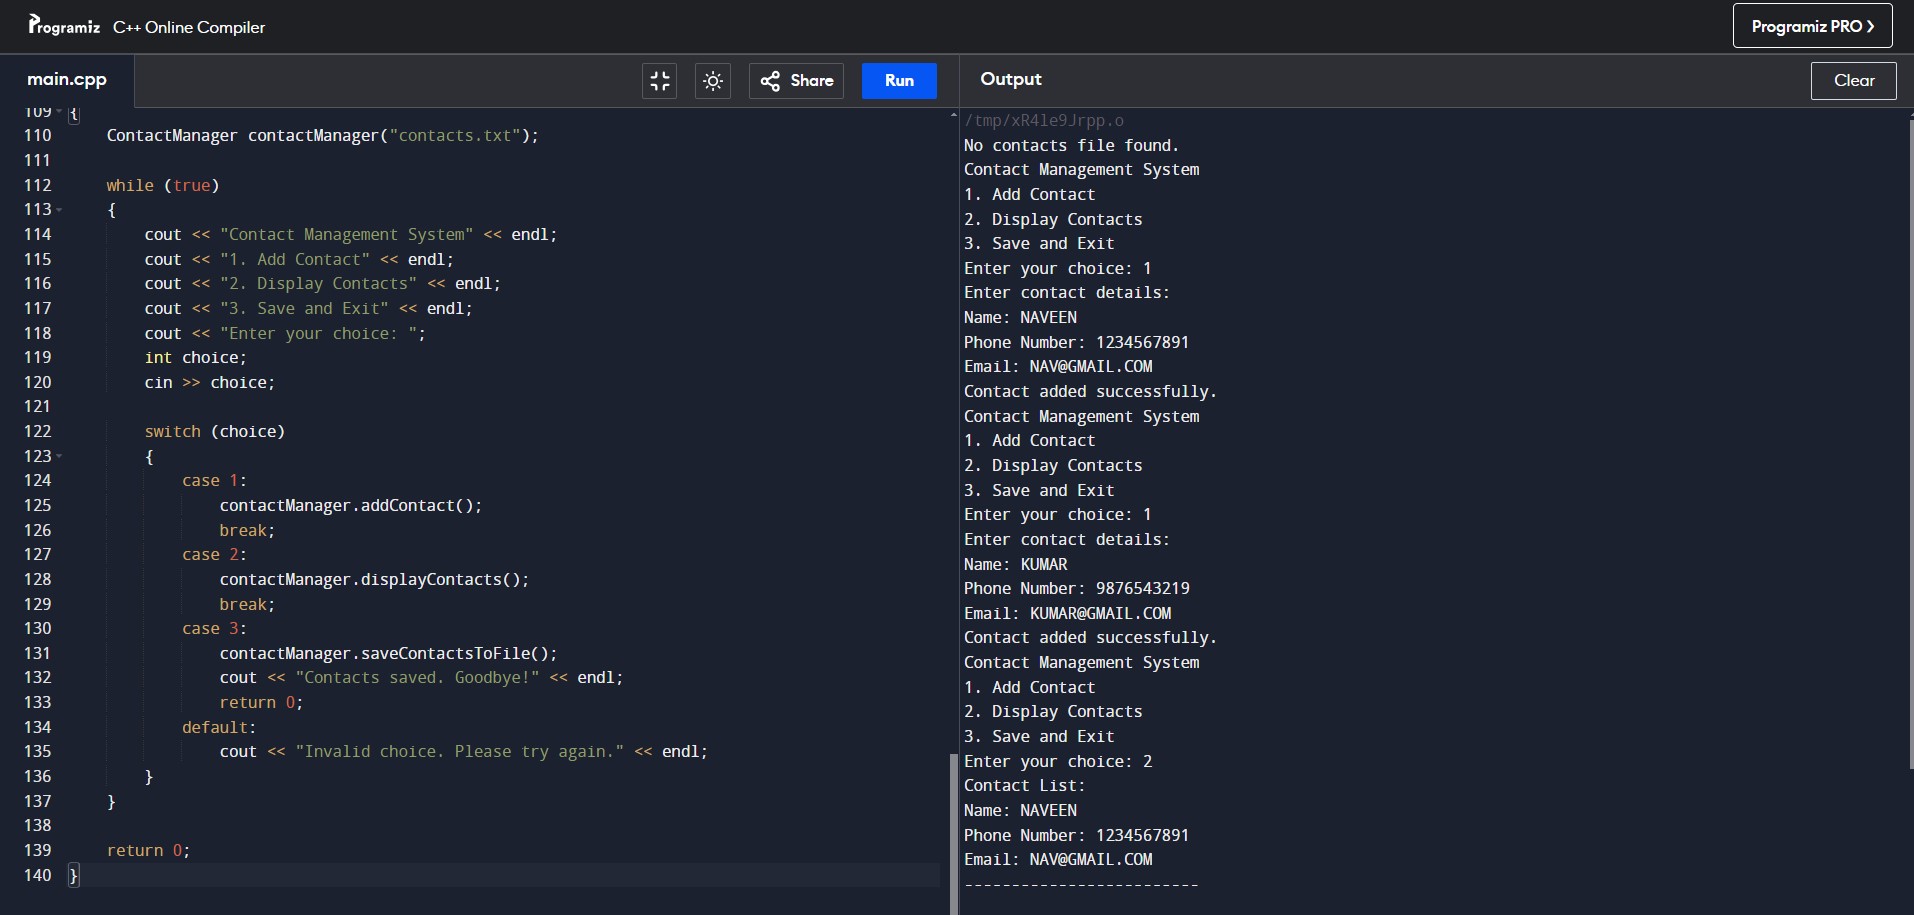 Programiz C++ Online Compiler
Programiz PRO ❯
main.cpp
Share
Run
Output
Clear
109 {
110 ContactManager contactManager("contacts.txt");
111
112 while (true)
113 {
114 cout << "Contact Management System" << endl;
115 cout << "1. Add Contact" << endl;
116 cout << "2. Display Contacts" << endl;
117 cout << "3. Save and Exit" << endl;
118 cout << "Enter your choice: ";
119 int choice;
120 cin >> choice;
121
122 switch (choice)
123 {
124 case 1:
125 contactManager.addContact();
126 break;
127 case 2:
128 contactManager.displayContacts();
129 break;
130 case 3:
131 contactManager.saveContactsToFile();
132 cout << "Contacts saved. Goodbye!" << endl;
133 return 0;
134 default:
135 cout << "Invalid choice. Please try again." << endl;
136 }
137 }
138
139 return 0;
140 }
/tmp/xR4le9Jrpp.o
No contacts file found.
Contact Management System
1. Add Contact
2. Display Contacts
3. Save and Exit
Enter your choice: 1
Enter contact details:
Name: NAVEEN
Phone Number: 1234567891
Email: NAV@GMAIL.COM
Contact added successfully.
Contact Management System
1. Add Contact
2. Display Contacts
3. Save and Exit
Enter your choice: 1
Enter contact details:
Name: KUMAR
Phone Number: 9876543219
Email: KUMAR@GMAIL.COM
Contact added successfully.
Contact Management System
1. Add Contact
2. Display Contacts
3. Save and Exit
Enter your choice: 2
Contact List:
Name: NAVEEN
Phone Number: 1234567891
Email: NAV@GMAIL.COM
-------------------------